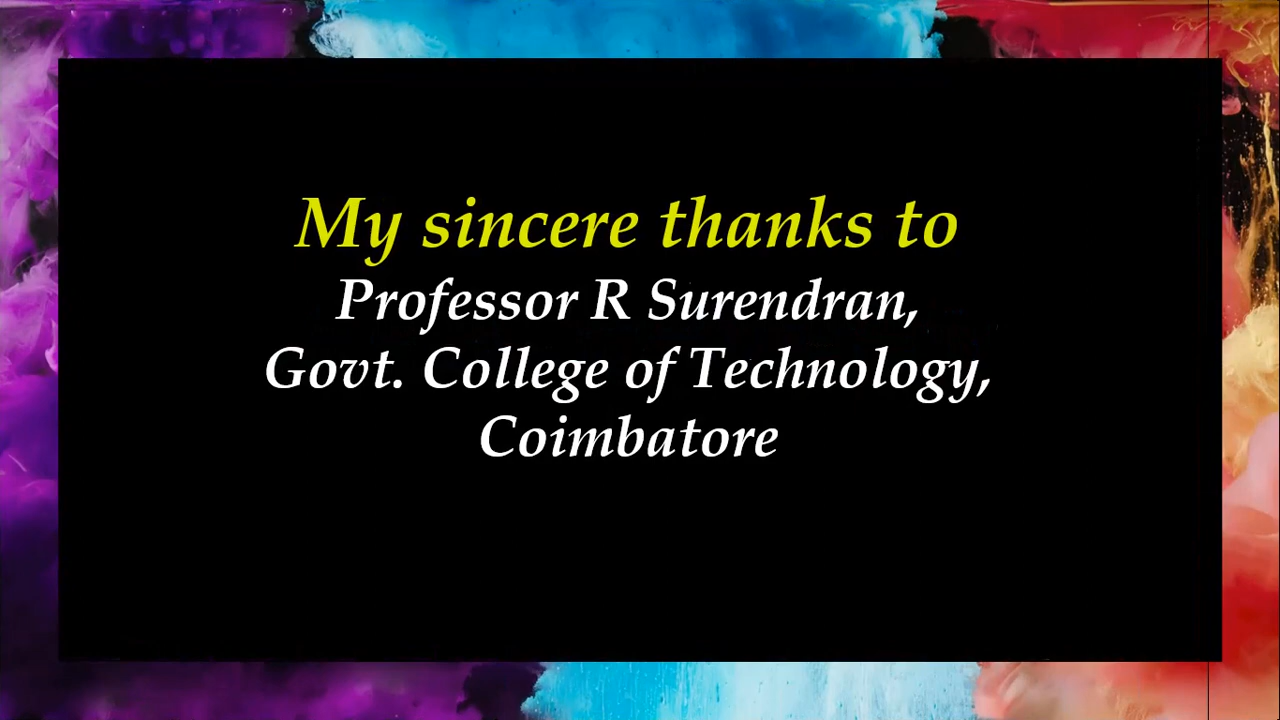 My sincere thanks to
Professor R Surendran,
Govt. College of Technology,
Coimbatore